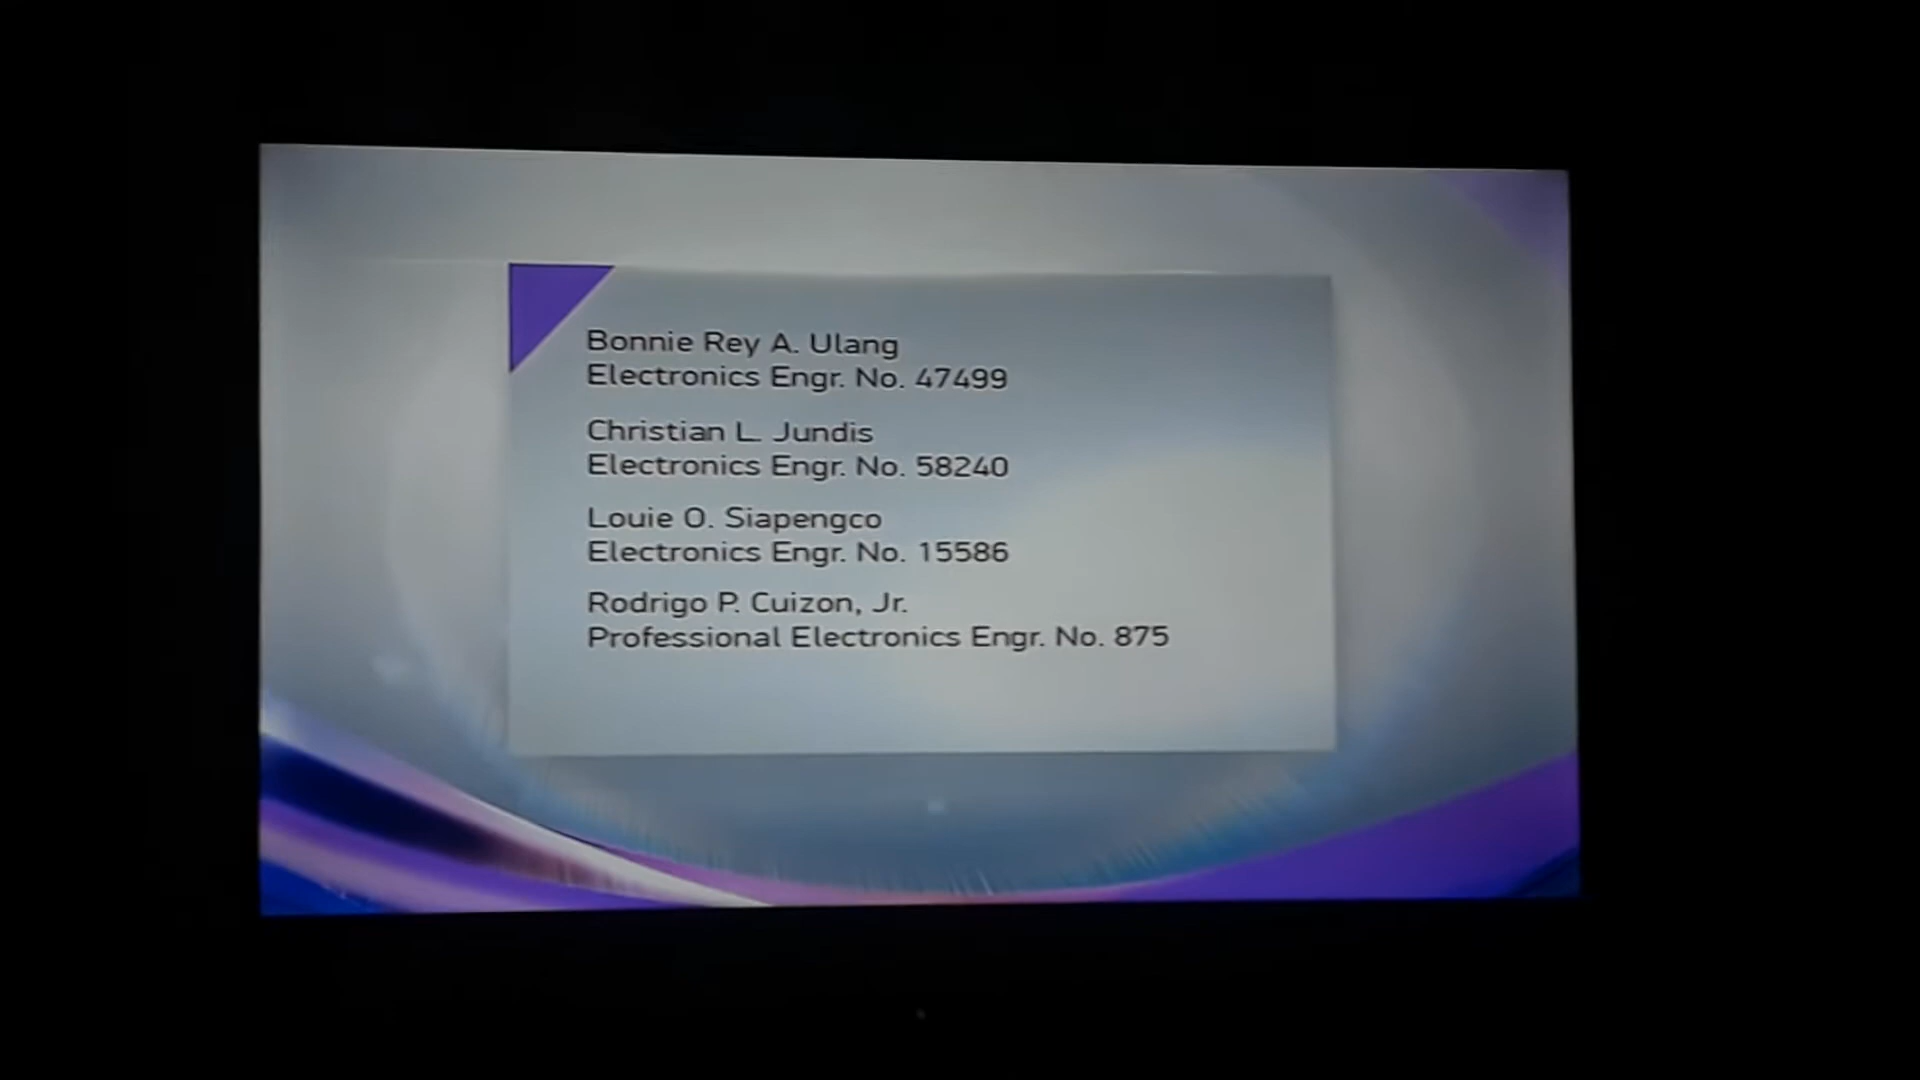 Bonnie Rey A. Ulang
Electronics Engr. No. 47499
Christian L. Jundis
Electronics Engr. No. 58240
Louie O. Siapengco
Electronics Engr. No. 15586
Rodrigo P. Cuizon, Jr.
Professional Electronics Engr. No. 875